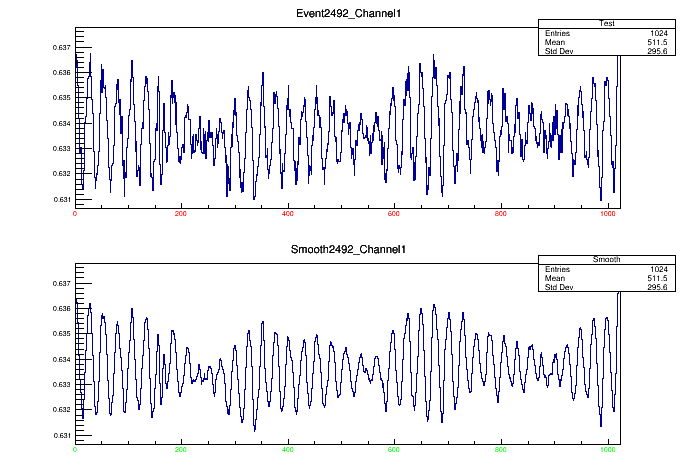 Event2492_Channel1
Test
Entries 1024
Mean 511.5
Std Dev 295.6
0.637
0.636
0.635
0.634
0.633
0.632
0.631
0 200 400 600 800 1000
Smooth2492_Channel1
Smooth
Entries 1024
Mean 511.5
Std Dev 295.6
0.637
0.636
0.635
0.634
0.633
0.632
0.631
0 200 400 600 800 1000